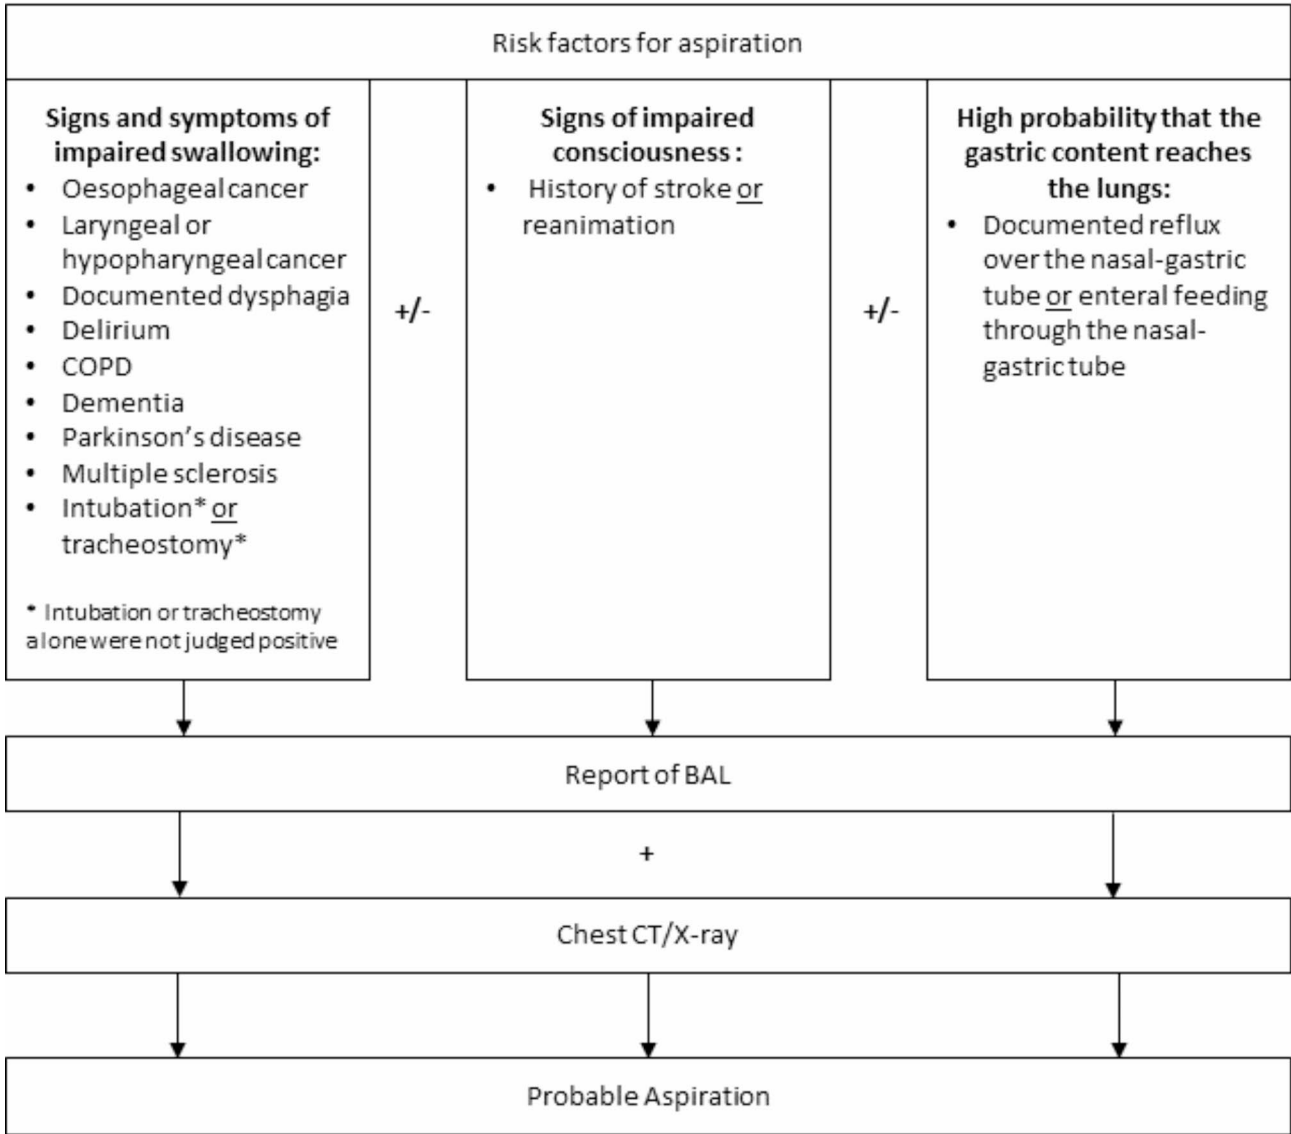 Risk factors for aspiration
Signs and symptoms of
impaired swallowing:
• Oesophageal cancer
• Laryngeal or
hypopharyngeal cancer
• Documented dysphagia
• Delirium
• COPD
• Dementia
• Parkinson's disease
• Multiple sclerosis
• Intubation* or
tracheostomy*
* Intubation or tracheostomy
alone were not judged positive
+/-
Signs of impaired
consciousness :
• History of stroke or
reanimation
+/-
High probability that the
gastric content reaches
the lungs:
• Documented reflux
over the nasal-gastric
tube or enteral feeding
through the nasal-
gastric tube
Report of BAL
+
Chest CT/X-ray
Probable Aspiration